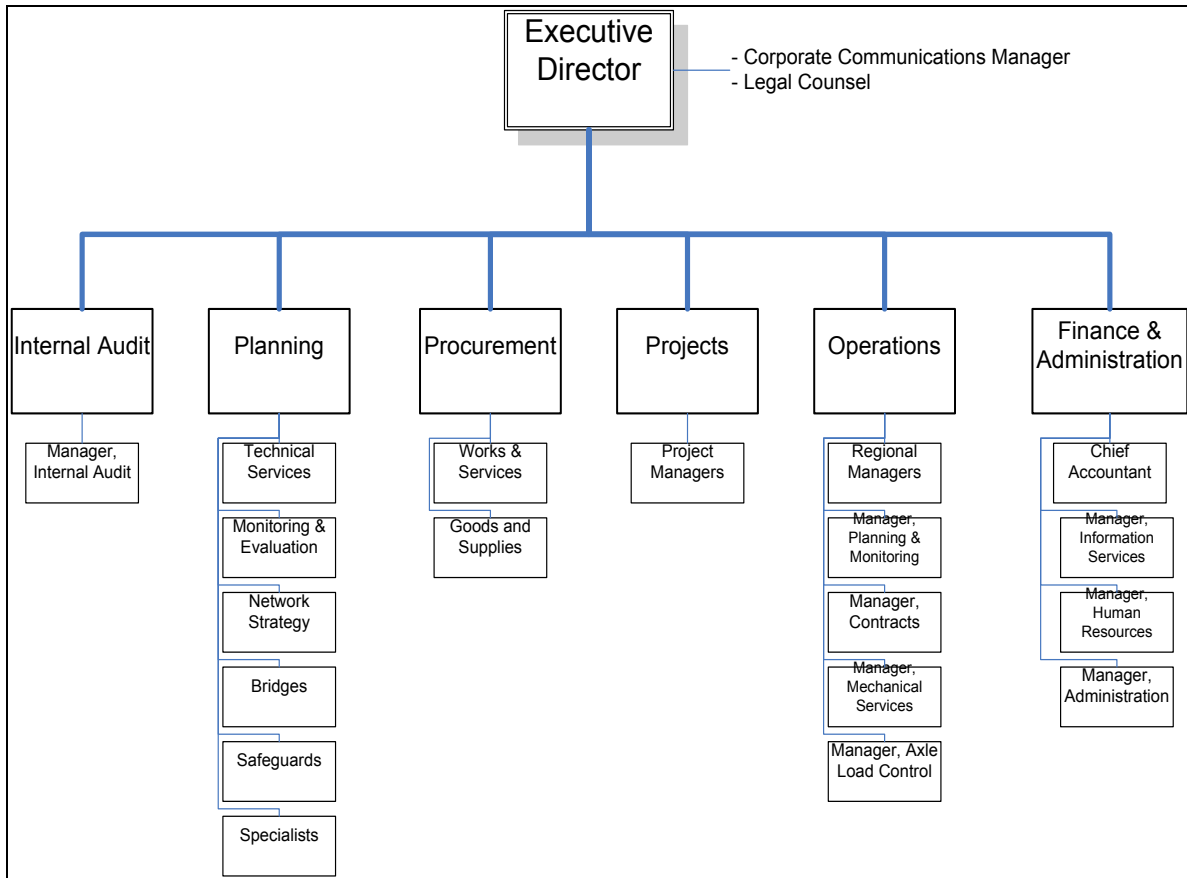 Executive
Director
- Corporate Communications Manager
- Legal Counsel
Internal Audit
Planning
Procurement
Projects
Operations
Finance &
Administration
Manager,
Internal Audit
Technical
Services
Monitoring &
Evaluation
Network
Strategy
Bridges
Safeguards
Specialists
Works &
Services
Goods and
Supplies
Project
Managers
Regional
Managers
Manager,
Planning &
Monitoring
Manager,
Contracts
Manager,
Mechanical
Services
Manager, Axle
Load Control
Chief
Accountant
Manager,
Information
Services
Manager,
Human
Resources
Manager,
Administration